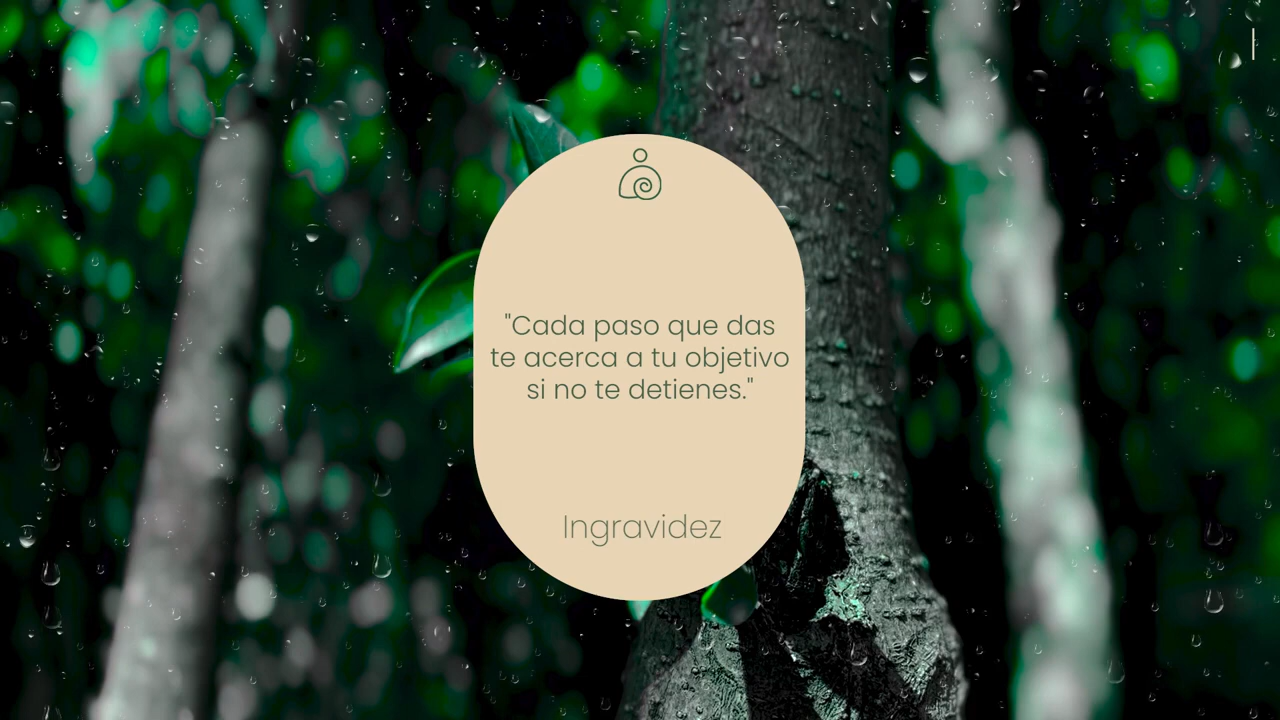 "Cada paso que das
te acerca a tu objetivo
si no te detienes."
Ingravidez